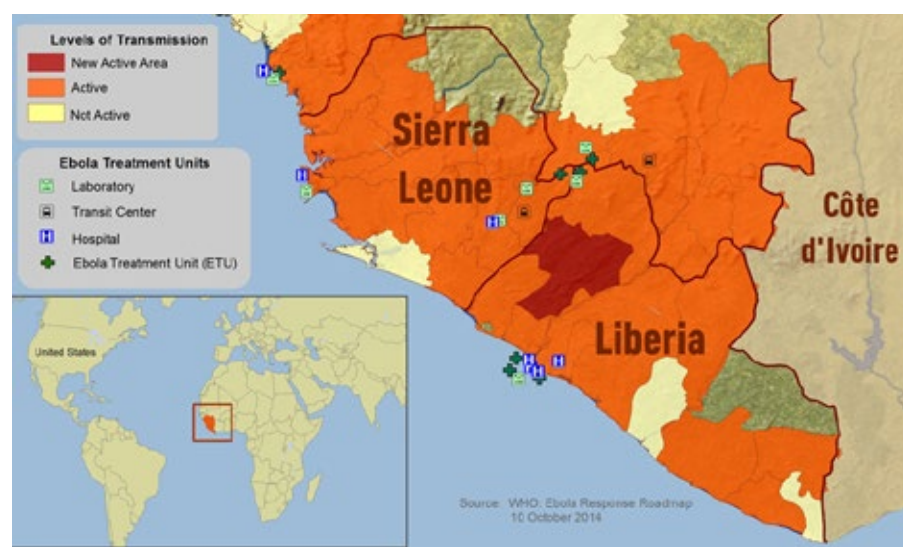 Levels of Transmission
New Active Area
Active
Not Active
Ebola Treatment Units
Laboratory
Transit Center
Hospital
Ebola Treatment Unit (ETU)
Sierra
Leone
Côte
d'Ivoire
Liberia
United States
Source: WHO: Ebola Response Roadmap
10 October 2014